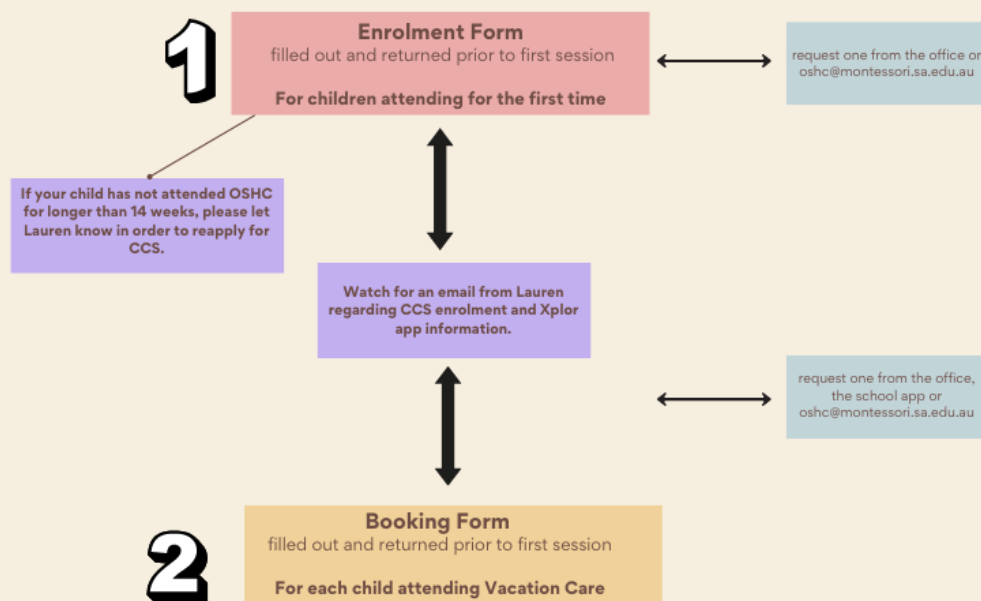 1
Enrolment Form
filled out and returned prior to first session
For children attending for the first time
request one from the office or
oshc@montessori.sa.edu.au
If your child has not attended OSHC
for longer than 14 weeks, please let
Lauren know in order to reapply for
CCS.
Watch for an email from Lauren
regarding CCS enrolment and Xplor
app information.
request one from the office,
the school app or
oshc@montessori.sa.edu.au
2
Booking Form
filled out and returned prior to first session
For each child attending Vacation Care